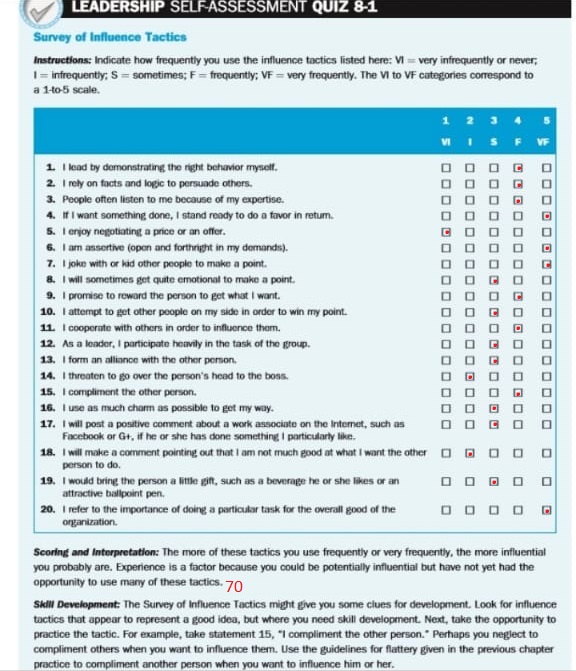 LEADERSHIP SELF-ASSESSMENT QUIZ 8-1
Survey of Influence Tactics
Instructions: Indicate how frequently you use the influence tactics listed here: VI = very infrequently or never;
I = infrequently; S = sometimes; F = frequently; VF = very frequently. The VI to VF categories correspond to
a 1-to-5 scale.
1 2 3 4 5
VI I S F VF
1. I lead by demonstrating the right behavior myself.
2. I rely on facts and logic to persuade others.
3. People often listen to me because of my expertise.
4. If I want something done, I stand ready to do a favor in return.
5. I enjoy negotiating a price or an offer.
6. I am assertive (open and forthright in my demands).
7. I joke with or kid other people to make a point.
8. I will sometimes get quite emotional to make a point.
9. I promise to reward the person to get what I want.
10. I attempt to get other people on my side in order to win my point.
11. I cooperate with others in order to influence them.
12. As a leader, I participate heavily in the task of the group.
13. I form an alliance with the other person.
14. I threaten to go over the person's head to the boss.
15. I compliment the other person.
16. I use as much charm as possible to get my way.
17. I will post a positive comment about a work associate on the Internet, such as
Facebook or G+, if he or she has done something I particularly like.
18. I will make a comment pointing out that I am not much good at what I want the other
person to do.
19. I would bring the person a little gift, such as a beverage he or she likes or an
attractive ballpoint pen.
20. I refer to the importance of doing a particular task for the overall good of the
organization.
Scoring and Interpretation: The more of these tactics you use frequently or very frequently, the more influential
you probably are. Experience is a factor because you could be potentially influential but have not yet had the
opportunity to use many of these tactics. 70
Skill Development: The Survey of Influence Tactics might give you some clues for development. Look for influence
tactics that appear to represent a good idea, but where you need skill development. Next, take the opportunity to
practice the tactic. For example, take statement 15, "I compliment the other person." Perhaps you neglect to
compliment others when you want to influence them. Use the guidelines for flattery given in the previous chapter
practice to compliment another person when you want to influence him or her.